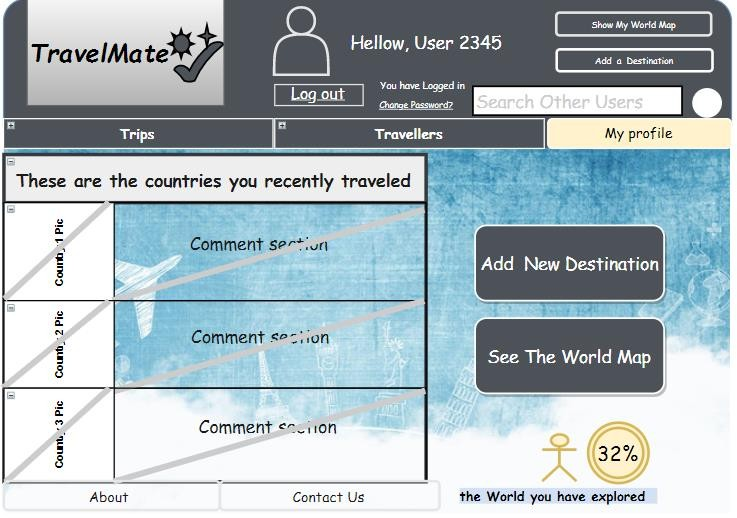 TravelMate
Hellow, User 2345
Show My World Map
Add a Destination
Log out
You have Logged in
Change Password?
Search Other Users
Trips
Travellers
My profile
These are the countries you recently traveled
Country 1 Pic
Comment section
Add New Destination
Country 2 Pic
Comment section
See The World Map
Country 3 Pic
Comment section
32%
the World you have explored
About
Contact Us